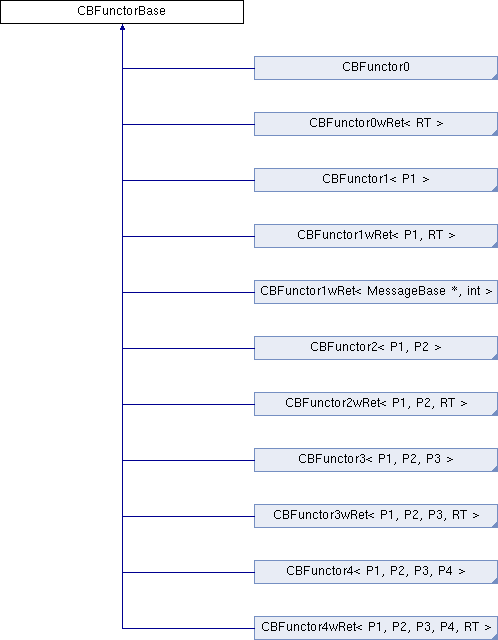 CBFunctorBase
CBFunctor0
CBFunctor0wRet< RT >
CBFunctor1< P1 >
CBFunctor1wRet< P1, RT >
CBFunctor1wRet< MessageBase *, int >
CBFunctor2< P1, P2 >
CBFunctor2wRet< P1, P2, RT >
CBFunctor3< P1, P2, P3 >
CBFunctor3wRet< P1, P2, P3, RT >
CBFunctor4< P1, P2, P3, P4 >
CBFunctor4wRet< P1, P2, P3, P4, RT >